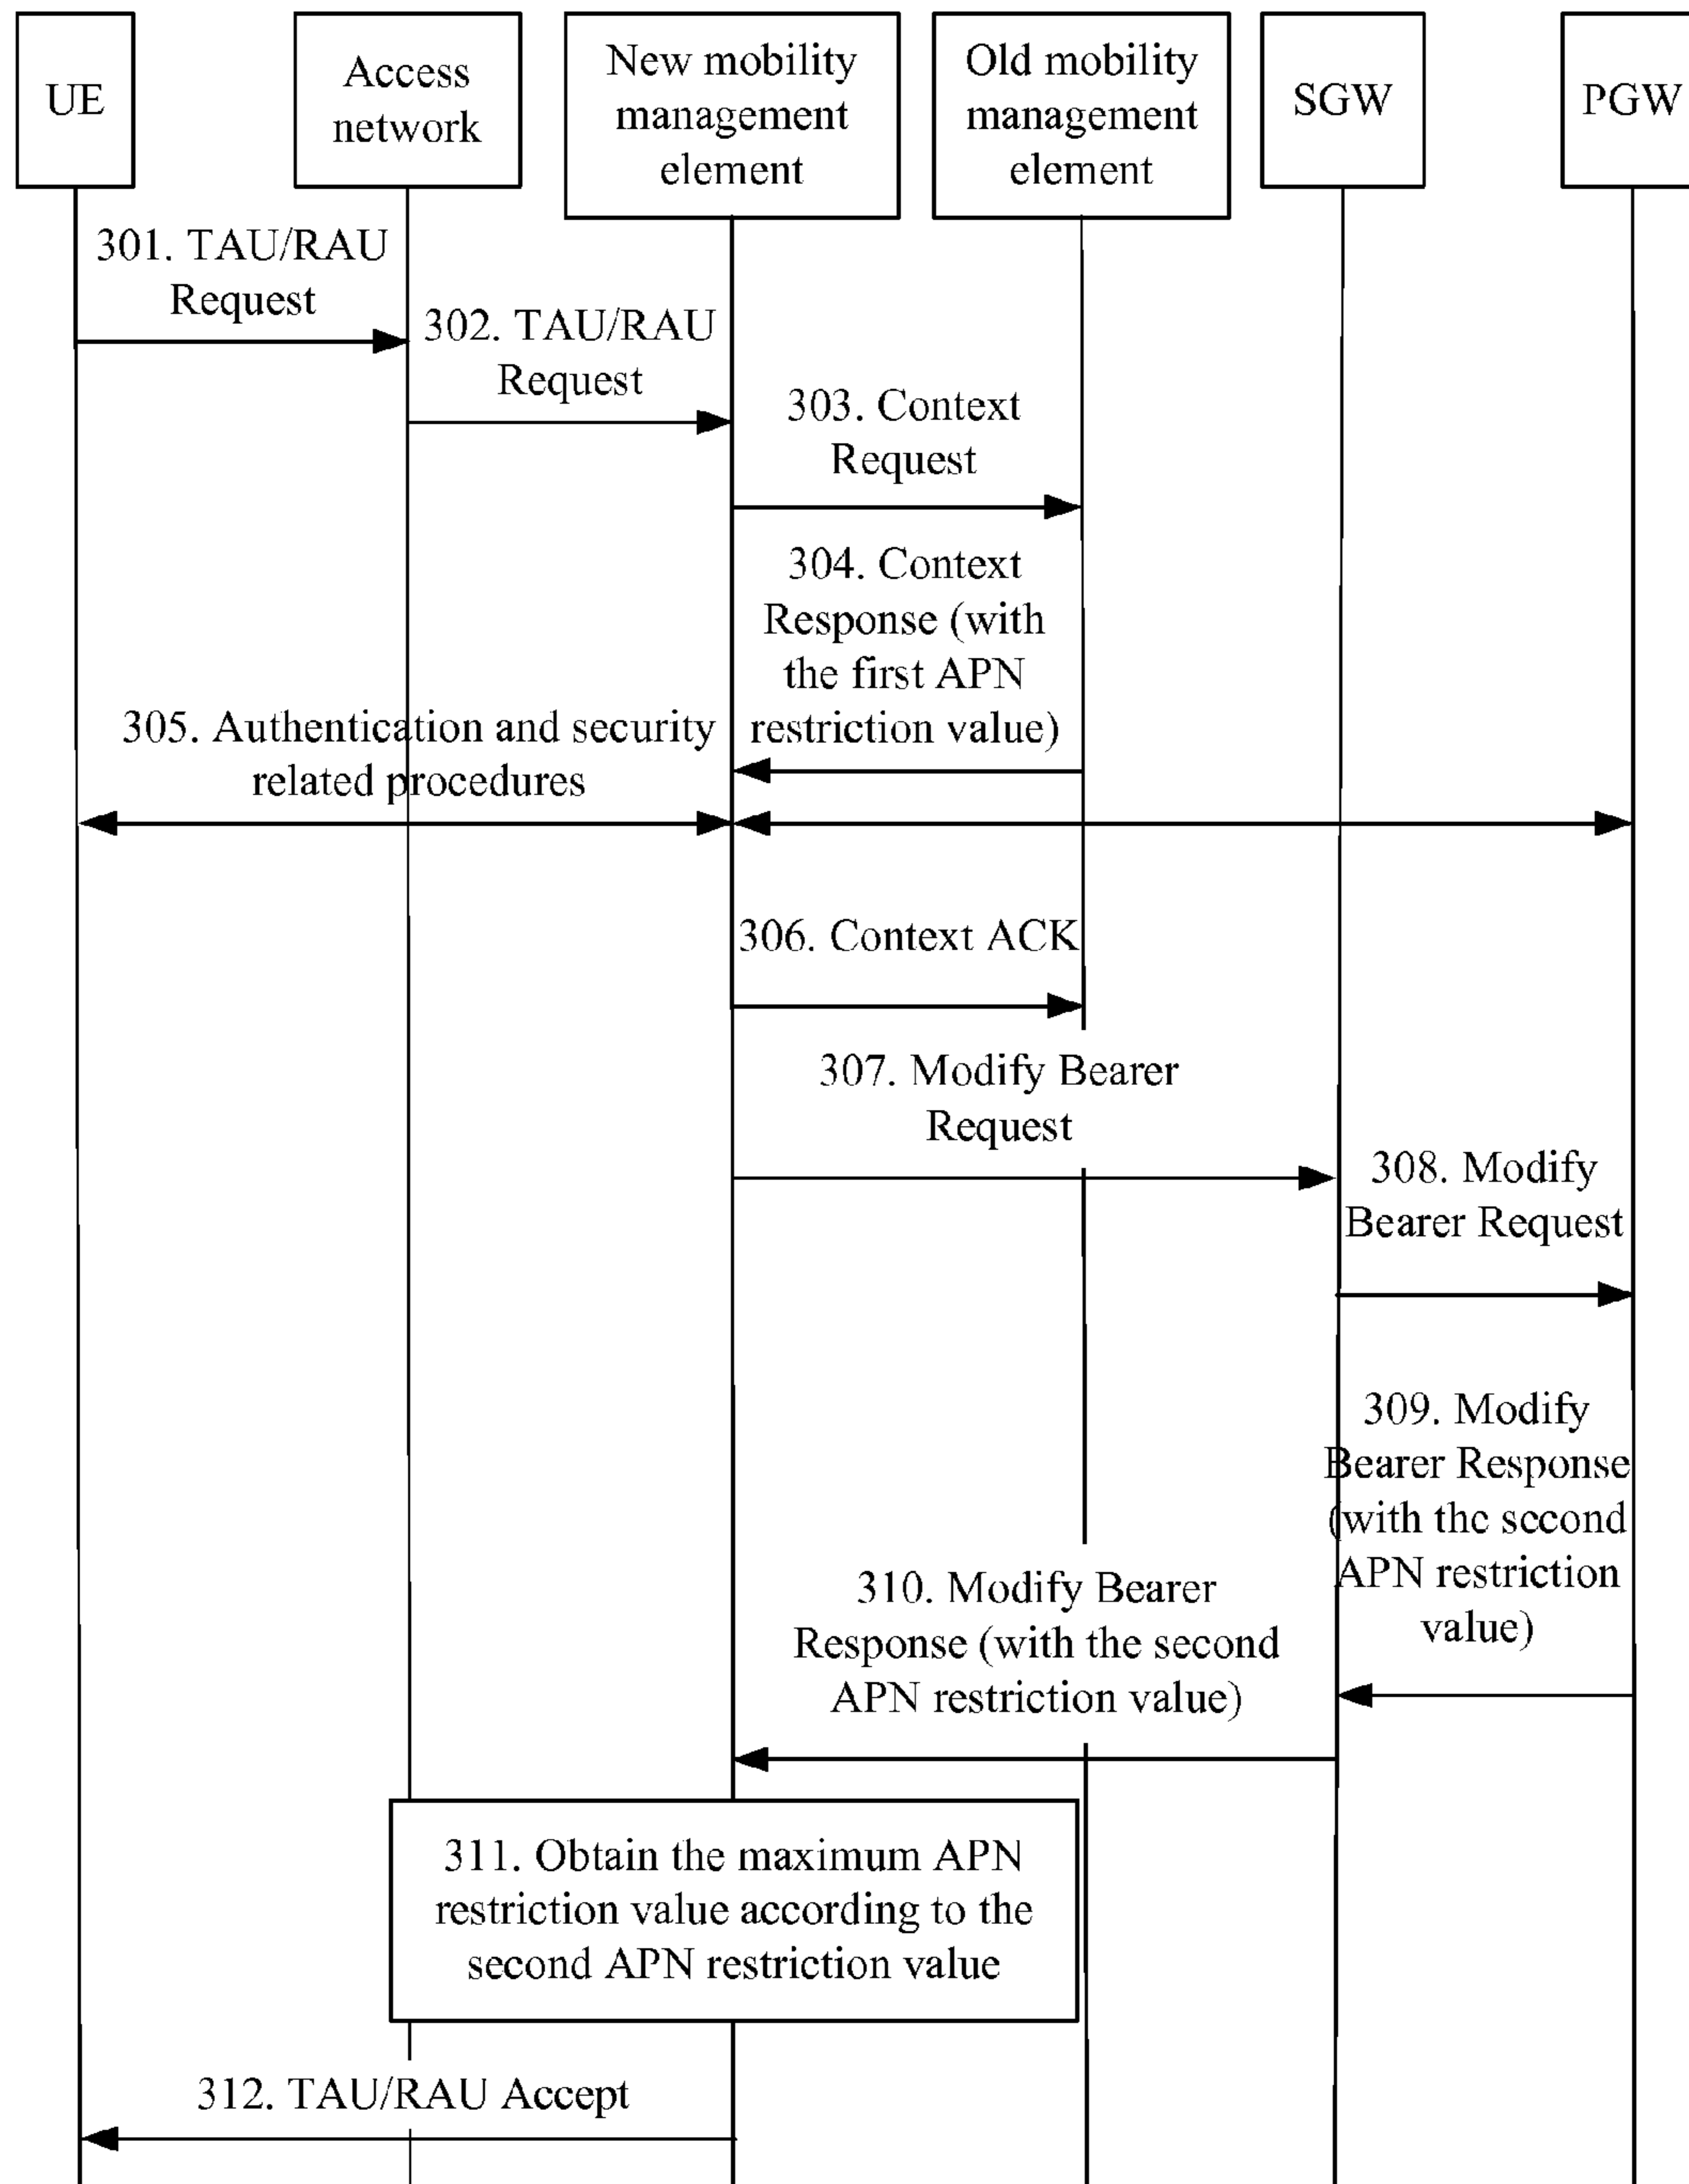 UE
Access
network
New mobility
management
element
Old mobility
management
element
SGW
PGW
301. TAU/RAU
Request
302. TAU/RAU
Request
303. Context
Request
304. Context
Response (with
the first APN
restriction value)
305. Authentication and security
related procedures
306. Context ACK
307. Modify Bearer
Request
308. Modify
Bearer Request
309. Modify
Bearer Response
(with the second
APN restriction
value)
310. Modify Bearer
Response (with the second
APN restriction value)
311. Obtain the maximum APN
restriction value according to the
second APN restriction value
312. TAU/RAU Accept